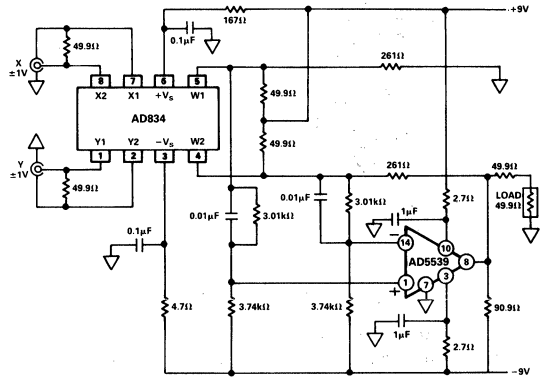 +9V
167Ω
0.1μF
261Ω
49.9Ω
X
±1V
8 7 6 5
X2 X1 +VS W1
AD834
Y1 Y2 −VS W2
1 2 3 4
49.9Ω
49.9Ω
Y
±1V
49.9Ω
261Ω
49.9Ω
0.01μF
3.01kΩ
2.7Ω
LOAD
49.9Ω
0.01μF
3.01kΩ
1μF
0.1μF
−
14
10
AD5539
8
3
7
1
+
4.7Ω
3.74kΩ
3.74kΩ
90.9Ω
1μF
2.7Ω
−9V